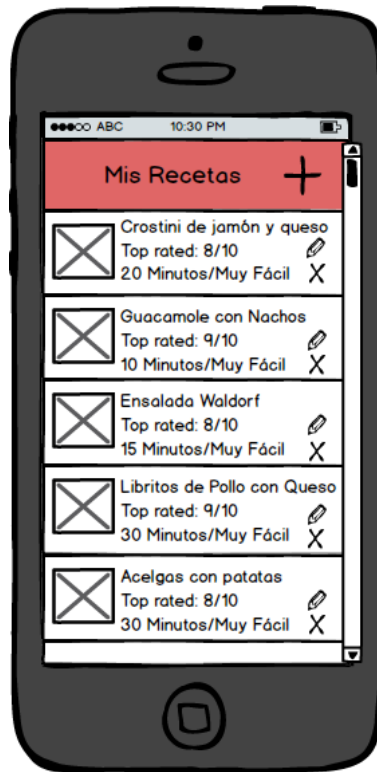 ABC 10:30 PM
Mis Recetas
Crostini de jamón y queso
Top rated: 8/10
20 Minutos/Muy Fácil
Guacamole con Nachos
Top rated: 9/10
10 Minutos/Muy Fácil
Ensalada Waldorf
Top rated: 8/10
15 Minutos/Muy Fácil
Libritos de Pollo con Queso
Top rated: 9/10
30 Minutos/Muy Fácil
Acelgas con patatas
Top rated: 8/10
30 Minutos/Muy Fácil